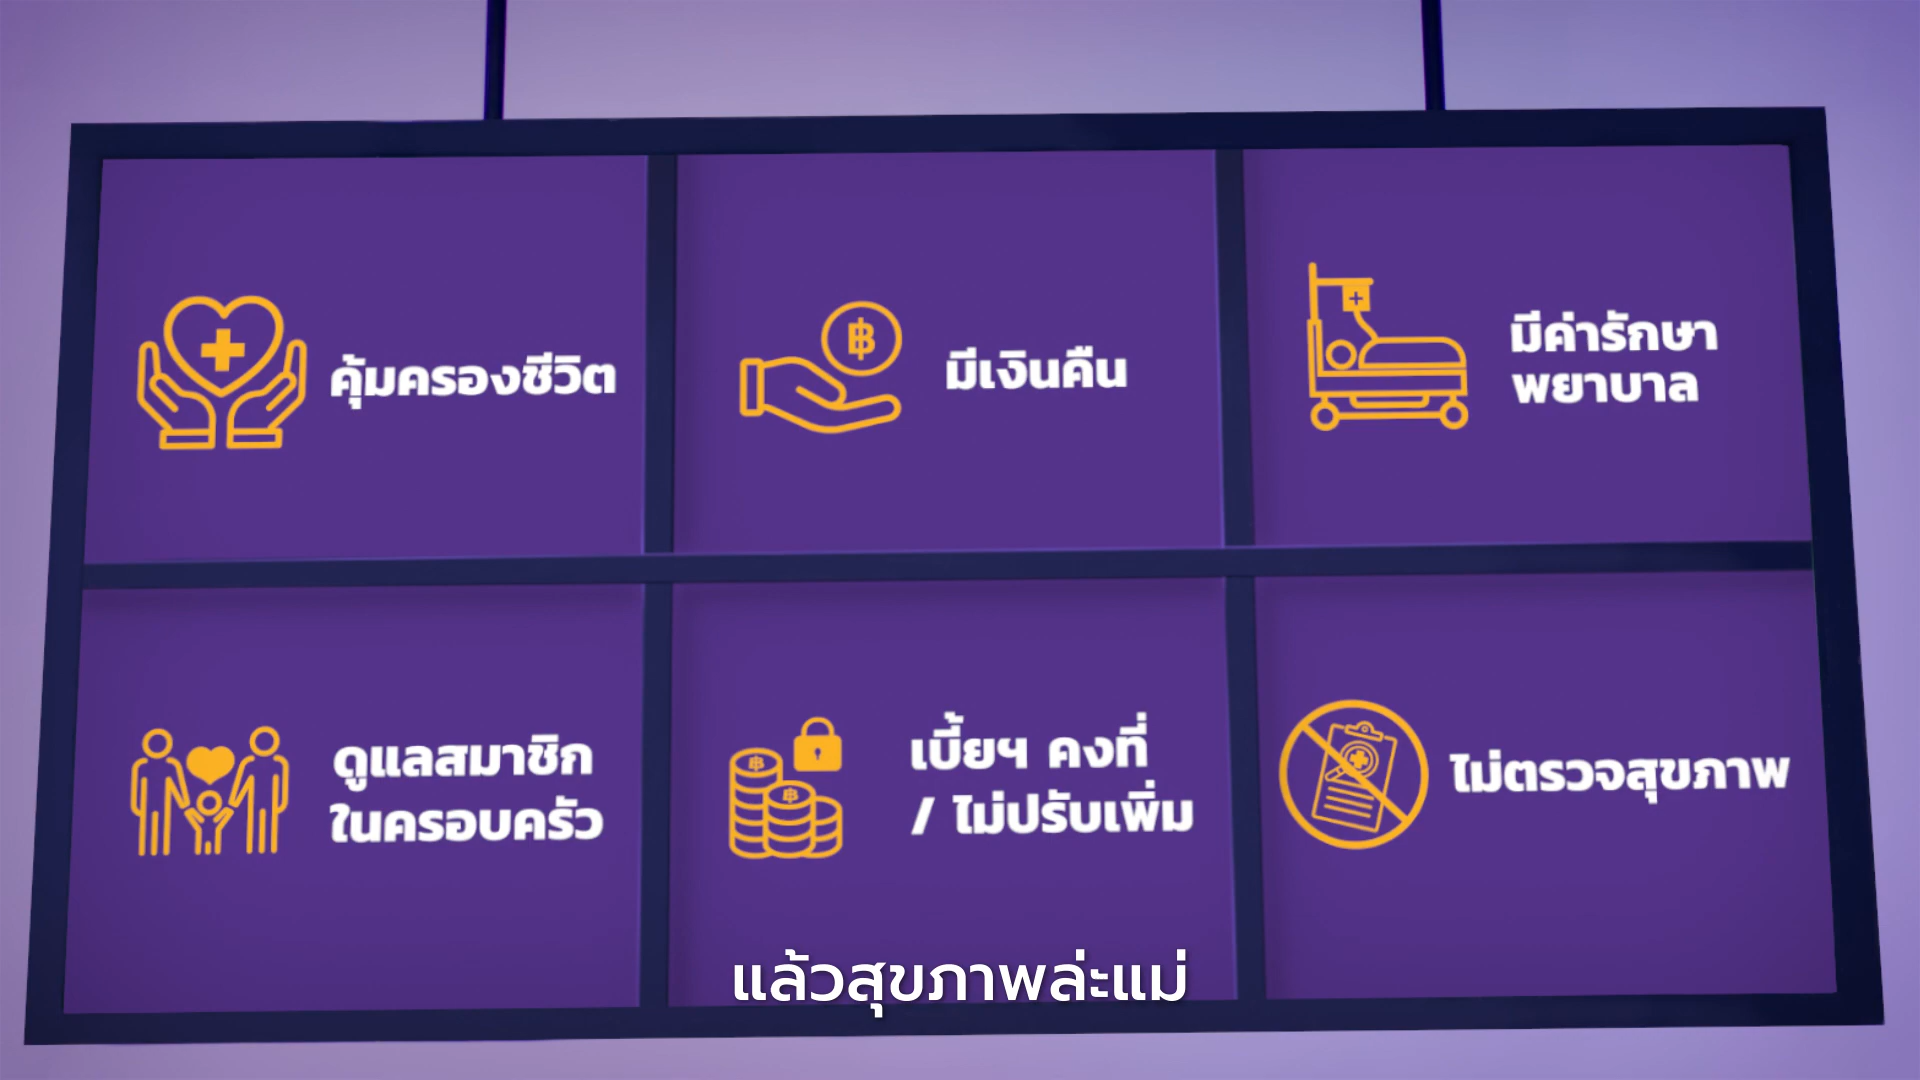 คุ้มครองชีวิต
มีเงินคืน
มีค่ารักษา
พยาบาล
ดูแลสมาชิก
ในครอบครัว
เบี้ยฯ คงที่
/ ไม่ปรับเพิ่ม
ไม่ตรวจสุขภาพ
แล้วสุขภาพล่ะแม่